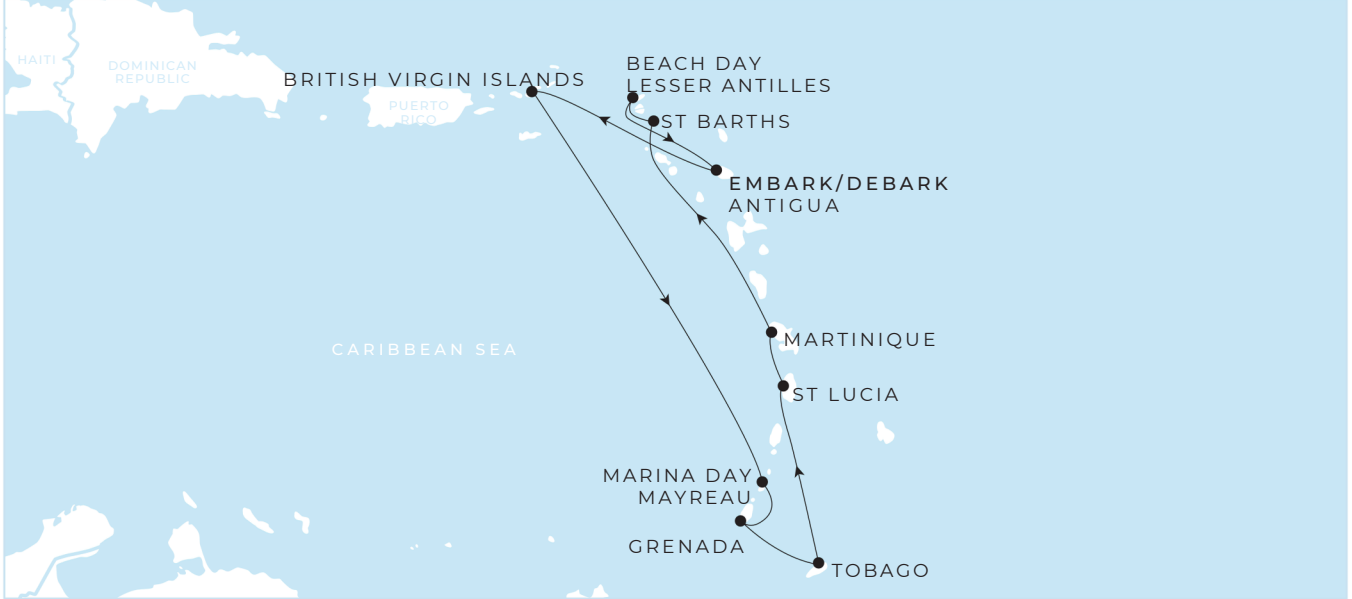 HAITI
DOMINICAN
REPUBLIC
BRITISH VIRGIN ISLANDS
PUERTO
RICO
BEACH DAY
LESSER ANTILLES
ST BARTHS
EMBARK/DEBARK
ANTIGUA
CARIBBEAN SEA
MARTINIQUE
ST LUCIA
MARINA DAY
MAYREAU
GRENADA
TOBAGO